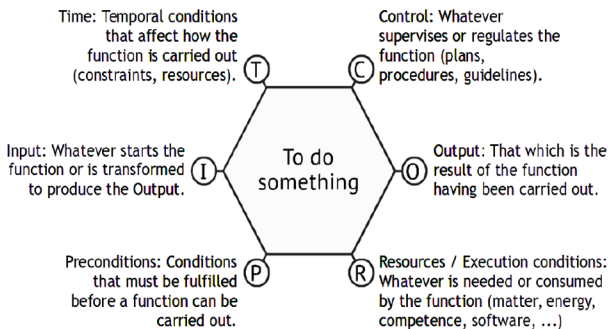 Time: Temporal conditions
that affect how the
function is carried out
(constraints, resources).
T
Control: Whatever
supervises or regulates the
function (plans,
procedures, guidelines).
C
Input: Whatever starts the
function or is transformed
to produce the Output.
I
To do
something
O
Output: That which is the
result of the function
having been carried out.
Preconditions: Conditions
that must be fulfilled
before a function can be
carried out.
P
R
Resources / Execution conditions:
Whatever is needed or consumed
by the function (matter, energy,
competence, software, ...)